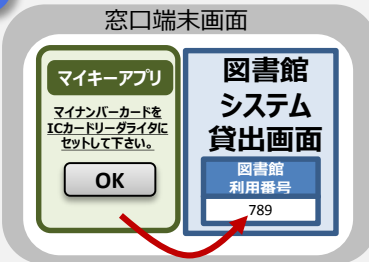 窓口端末画面
マイキーアプリ
マイナンバーカードを
ICカードリーダライタに
セットして下さい。
OK
図書館
システム
貸出画面
図書館
利用番号
789